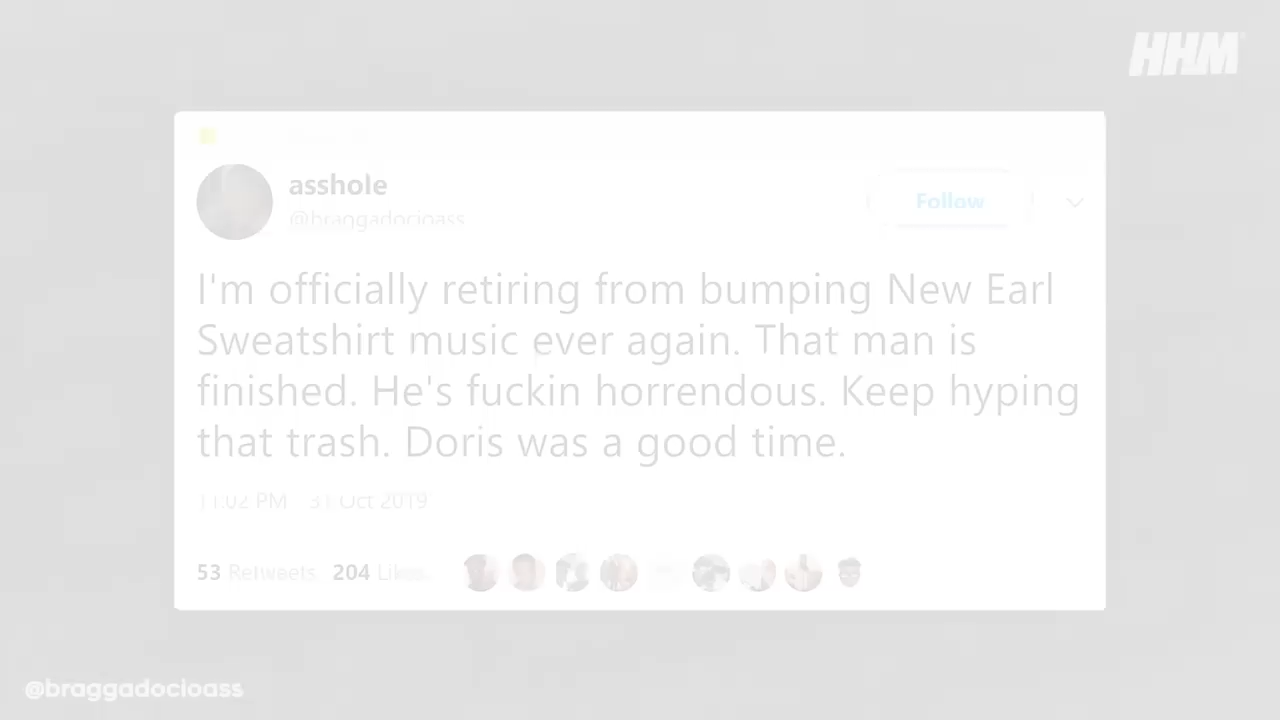 HHM
asshole
@braggadocioass
Follow
I'm officially retiring from bumping New Earl
Sweatshirt music ever again. That man is
finished. He's fuckin horrendous. Keep hyping
that trash. Doris was a good time.
11:02 PM 31 Oct 2019
53 Retweets 204 Likes
@braggadocioass